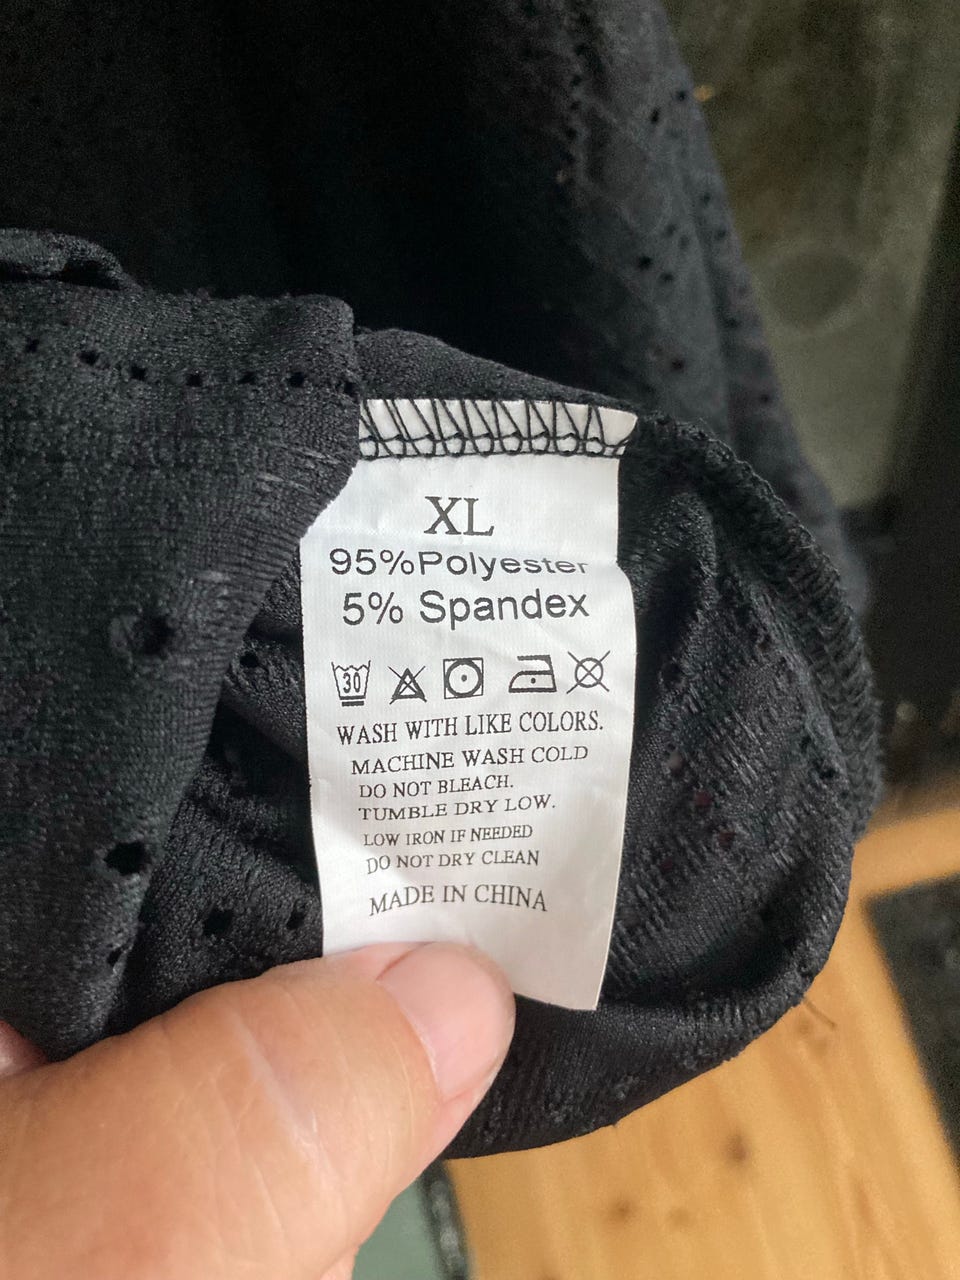 XL
95%Polyester
5% Spandex
30
WASH WITH LIKE COLORS.
MACHINE WASH COLD
DO NOT BLEACH.
TUMBLE DRY LOW.
LOW IRON IF NEEDED
DO NOT DRY CLEAN
MADE IN CHINA